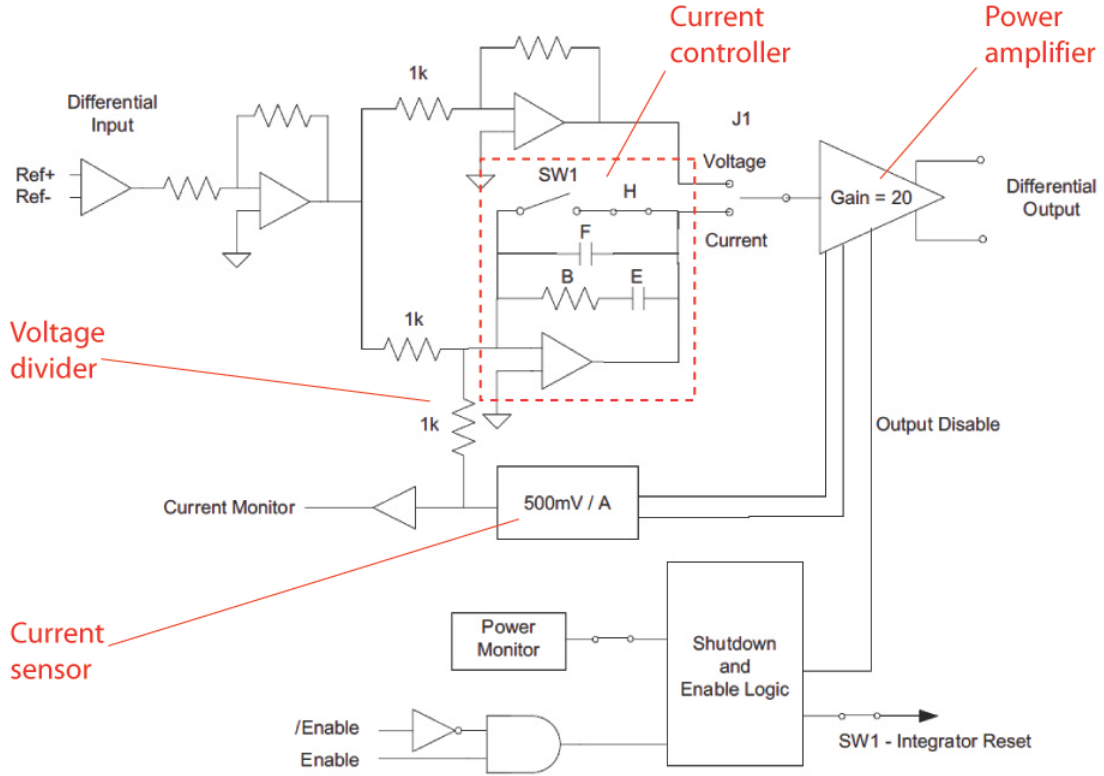 Current
controller
Power
amplifier
1k
Differential
Input
J1
Ref+
Ref-
Voltage
SW1
H
Gain = 20
Differential
Output
F
Current
B
E
Voltage
divider
1k
1k
Output Disable
Current Monitor
500mV / A
Current
sensor
Power
Monitor
Shutdown
and
Enable Logic
/Enable
Enable
SW1 - Integrator Reset